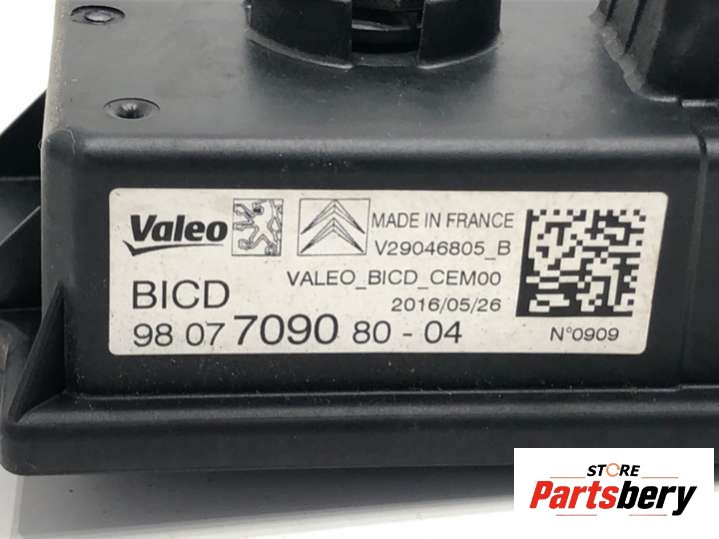 Valeo
MADE IN FRANCE
V29046805_B
VALEO_BICD_CEM00
BICD
2016/05/26
98 07 7090 80 - 04
N°0909
STORE
Partsbery